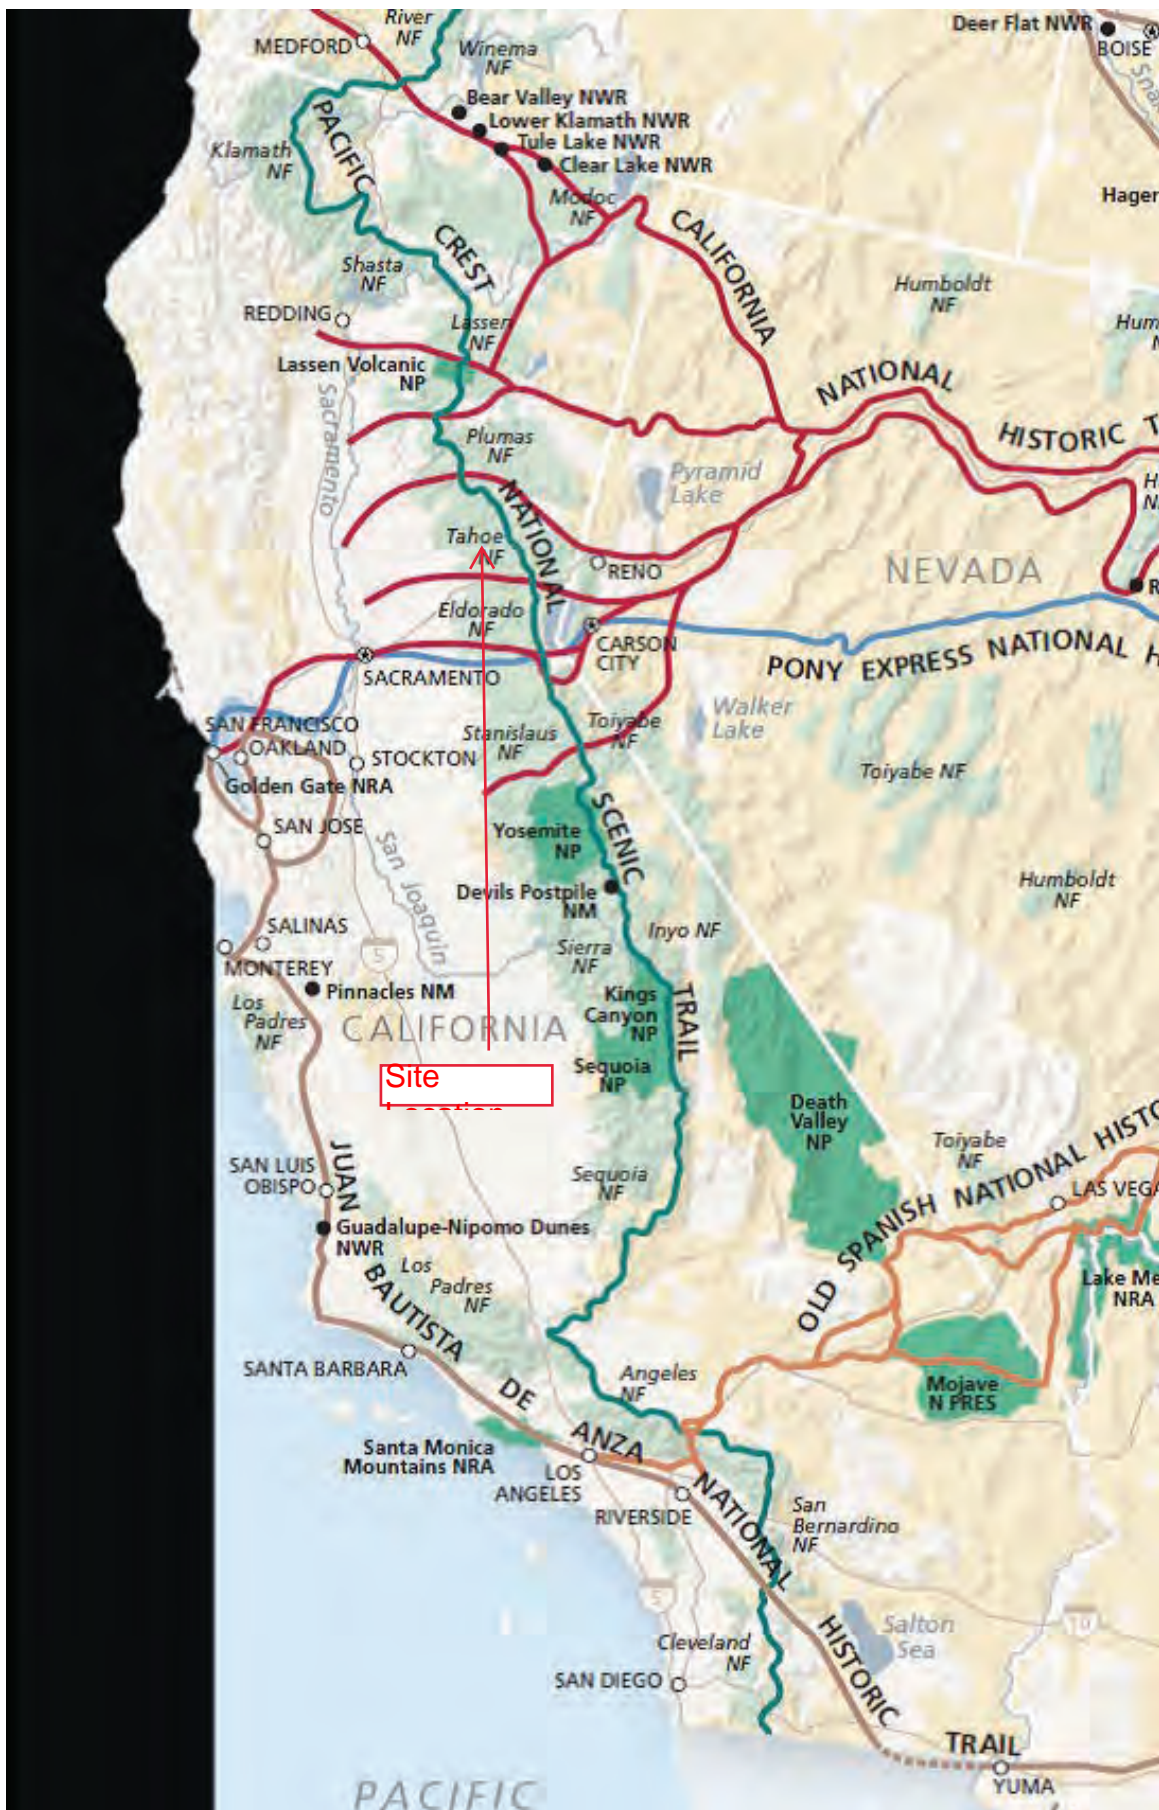 River
NF
MEDFORD
Winema
NF
Deer Flat NWR
BOISE
Bear Valley NWR
Lower Klamath NWR
Tule Lake NWR
Clear Lake NWR
Klamath
NF
PACIFIC
CREST
Modoc
NF
CALIFORNIA
Hager
Shasta
NF
Humboldt
NF
REDDING
Lassen
NF
Hum
Lassen Volcanic
NP
NATIONAL
HISTORIC T
Sacramento
Plumas
NF
Pyramid
Lake
NATIONAL
Tahoe
NF
RENO
NEVADA
R
Eldorado
NF
CARSON
CITY
SACRAMENTO
PONY EXPRESS NATIONAL H
SAN FRANCISCO
OAKLAND
STOCKTON
Stanislaus
NF
Toiyabe
NF
Walker
Lake
Toiyabe NF
Golden Gate NRA
SAN JOSE
Yosemite
NP
SCENIC
San Joaquin
Devils Postpile
NM
Humboldt
NF
SALINAS
MONTEREY
5
Sierra
NF
Inyo NF
Pinnacles NM
Los
Padres
NF
CALIFORNIA
Kings
Canyon
NP
TRAIL
Site
Location
Sequoia
NP
Death
Valley
NP
Toiyabe
NF
SAN LUIS
OBISPO
JUAN
Sequoia
NF
OLD SPANISH NATIONAL HISTO
LAS VEGA
Guadalupe-Nipomo Dunes
NWR
Los
Padres
NF
BAUTISTA
Lake Me
NRA
SANTA BARBARA
DE
Angeles
NF
Mojave
N PRES
ANZA
Santa Monica
Mountains NRA
LOS
ANGELES
RIVERSIDE
NATIONAL
San
Bernardino
NF
5
10
Cleveland
NF
HISTORIC
Salton
Sea
SAN DIEGO
TRAIL
YUMA
PACIFIC